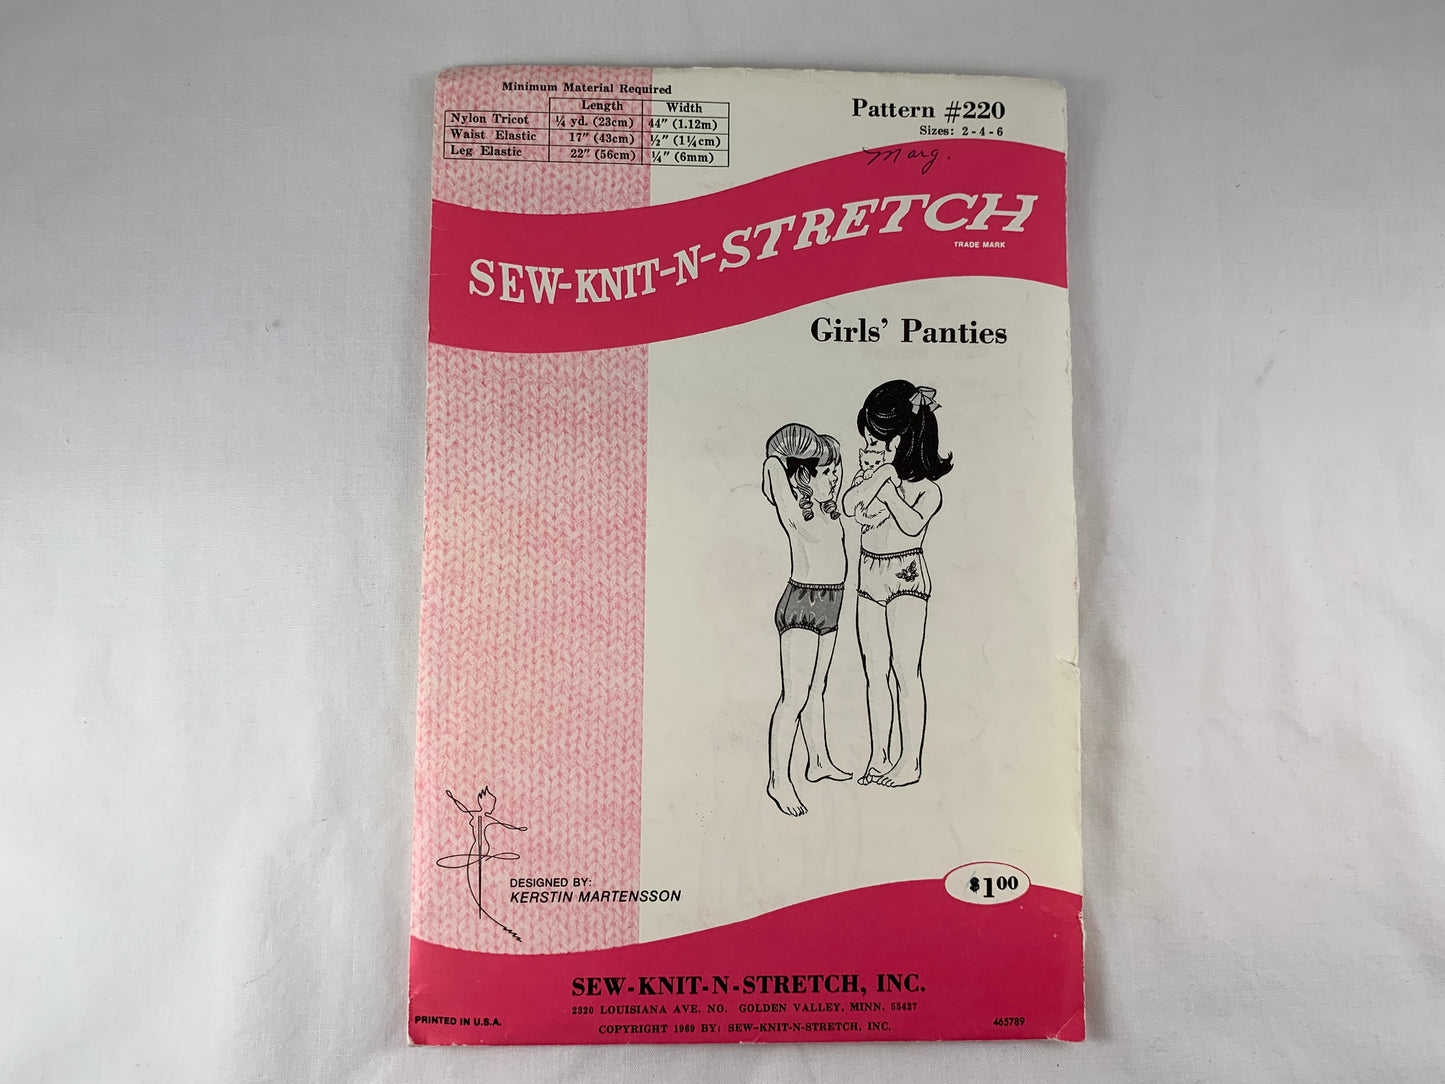 Minimum Material Required
Length Width
Nylon Tricot ¼ yd. (23cm) 44" (1.12m)
Waist Elastic 17" (43cm) ½" (1¼cm)
Leg Elastic 22" (56cm) ¼" (6mm)
Pattern #220
Sizes: 2 - 4 - 6
Marg.
SEW-KNIT-N-STRETCH
TRADE MARK
Girls' Panties
DESIGNED BY:
KERSTIN MARTENSSON
$1.00
SEW-KNIT-N-STRETCH, INC.
2320 LOUISIANA AVE. NO. GOLDEN VALLEY, MINN. 55427
PRINTED IN U.S.A.
COPYRIGHT 1969 BY: SEW-KNIT-N-STRETCH, INC.
465789